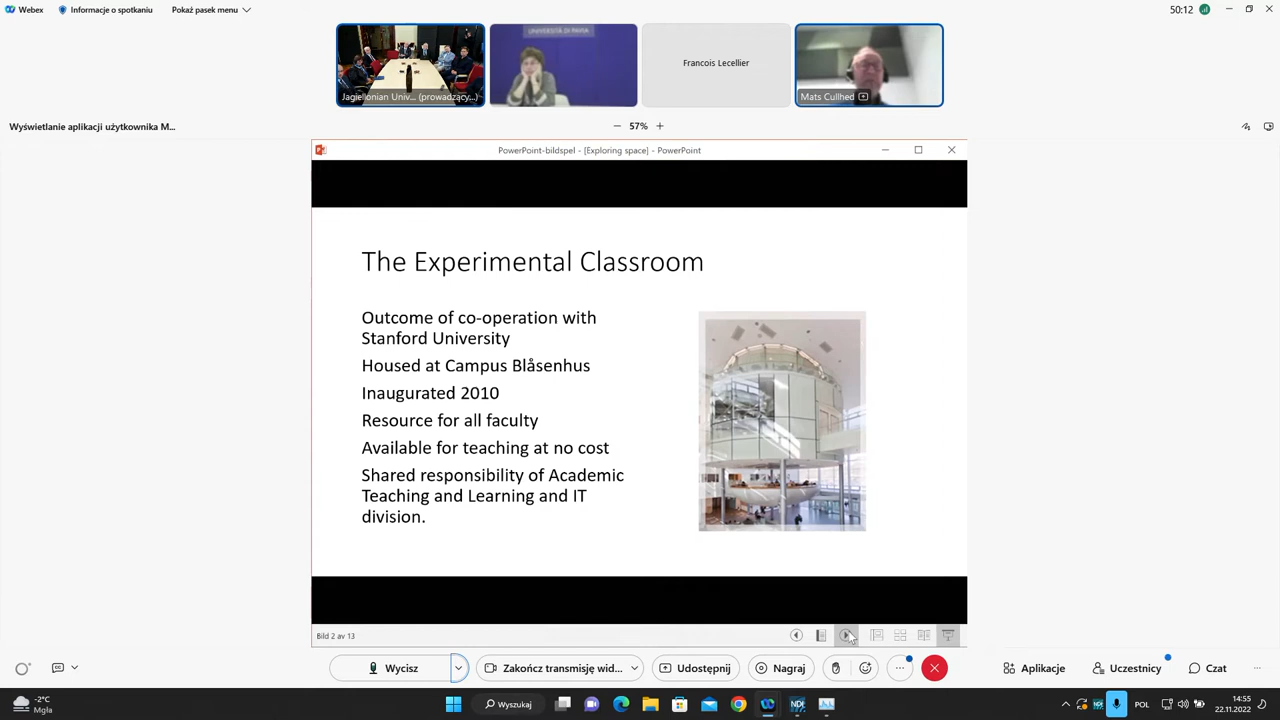 Webex
Informacje o spotkaniu
Pokaż pasek menu
50:12
UNIVERSITÀ DI PAVIA
Jagiellonian Univ... (prowadzący...)
Francois Lecellier
Mats Cullhed
Wyświetlanie aplikacji użytkownika M...
57%
PowerPoint-bildspel - [Exploring space] - PowerPoint
The Experimental Classroom
Outcome of co-operation with
Stanford University
Housed at Campus Blåsenhus
Inaugurated 2010
Resource for all faculty
Available for teaching at no cost
Shared responsibility of Academic
Teaching and Learning and IT
division.
Bild 2 av 13
Wycisz
Zakończ transmisję wid...
Udostępnij
Nagraj
Aplikacje
Uczestnicy
Czat
-2°C
Mgła
Wyszukaj
POL
14:55
22.11.2022